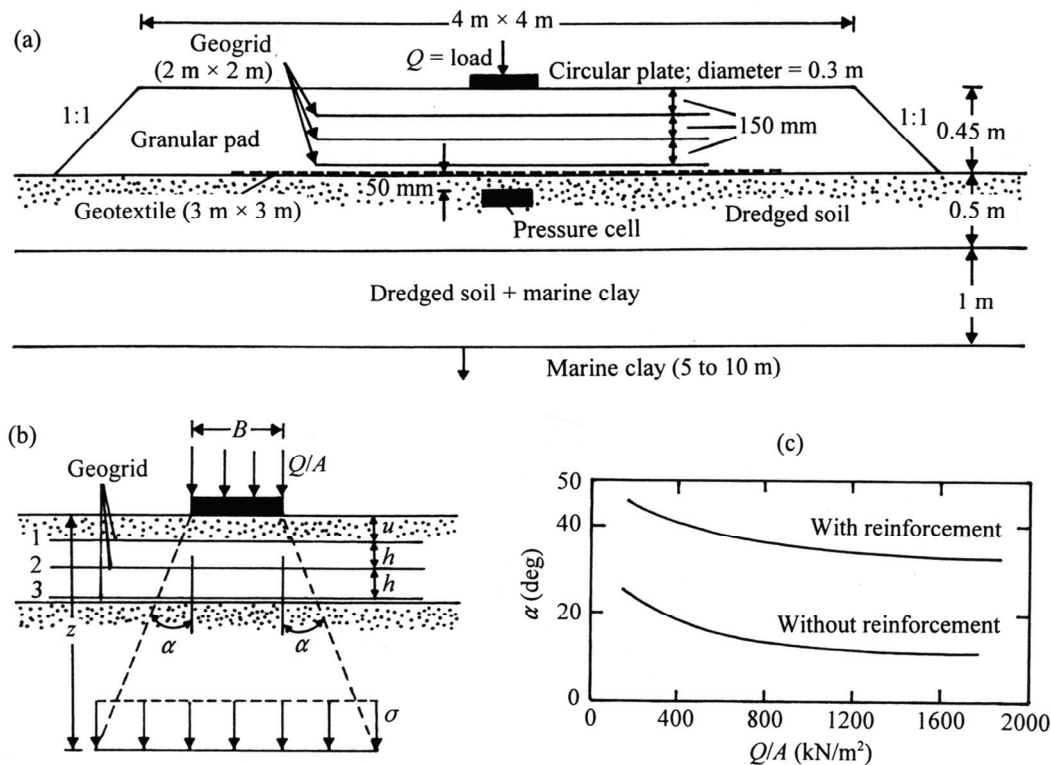 (a)
4 m × 4 m
Geogrid
(2 m × 2 m)
Q = load
Circular plate; diameter = 0.3 m
1:1
Granular pad
150 mm
1:1
0.45 m
50 mm
Geotextile (3 m × 3 m)
Pressure cell
Dredged soil
0.5 m
Dredged soil + marine clay
1 m
Marine clay (5 to 10 m)
(b)
B
Q/A
Geogrid
u
1
h
2
h
3
z
α
α
σ
(c)
50
40
20
0
α (deg)
With reinforcement
Without reinforcement
0 400 800 1200 1600 2000
Q/A (kN/m²)